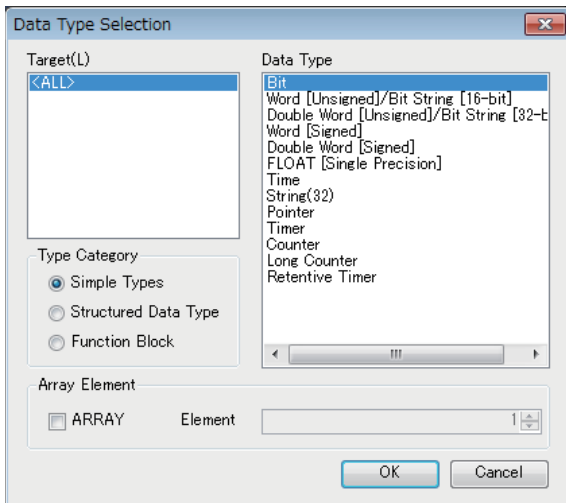 Data Type Selection
Target(L)
<ALL>
Data Type
Bit
Word [Unsigned]/Bit String [16-bit]
Double Word [Unsigned]/Bit String [32-b
Word [Signed]
Double Word [Signed]
FLOAT [Single Precision]
Time
String(32)
Pointer
Timer
Counter
Long Counter
Retentive Timer
Type Category
Simple Types
Structured Data Type
Function Block
Array Element
ARRAY Element 1
OK Cancel